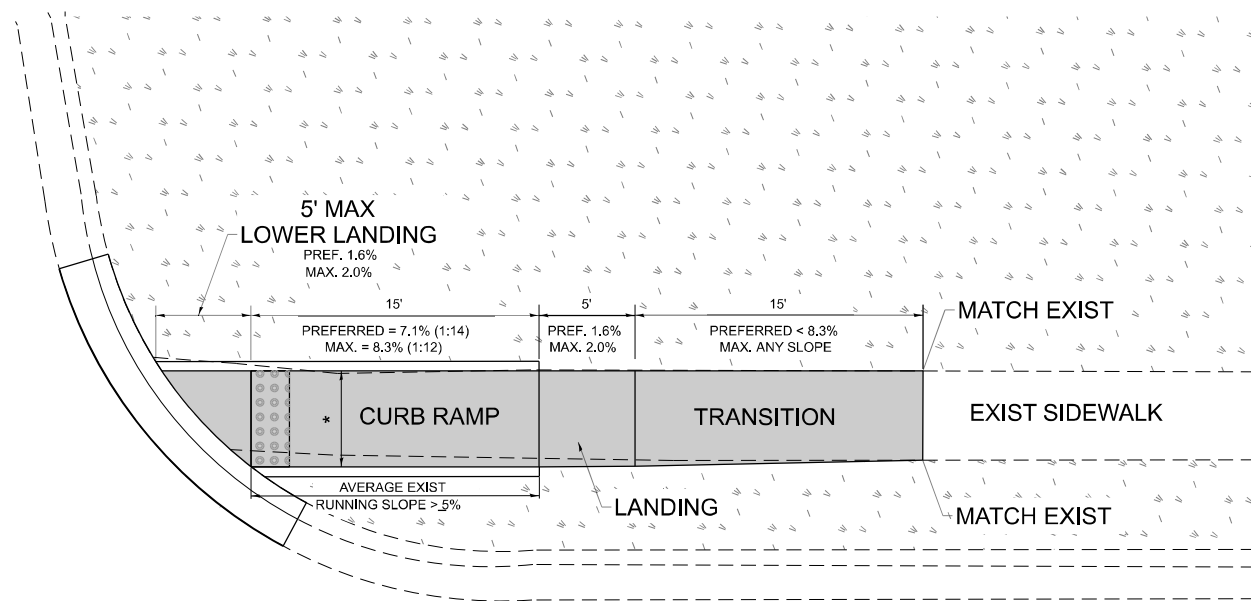 5' MAX
LOWER LANDING
PREF. 1.6%
MAX. 2.0%
15'
5'
15'
PREFERRED = 7.1% (1:14)
MAX. = 8.3% (1:12)
PREF. 1.6%
MAX. 2.0%
PREFERRED < 8.3%
MAX. ANY SLOPE
MATCH EXIST
*
CURB RAMP
TRANSITION
EXIST SIDEWALK
AVERAGE EXIST
RUNNING SLOPE > 5%
LANDING
MATCH EXIST